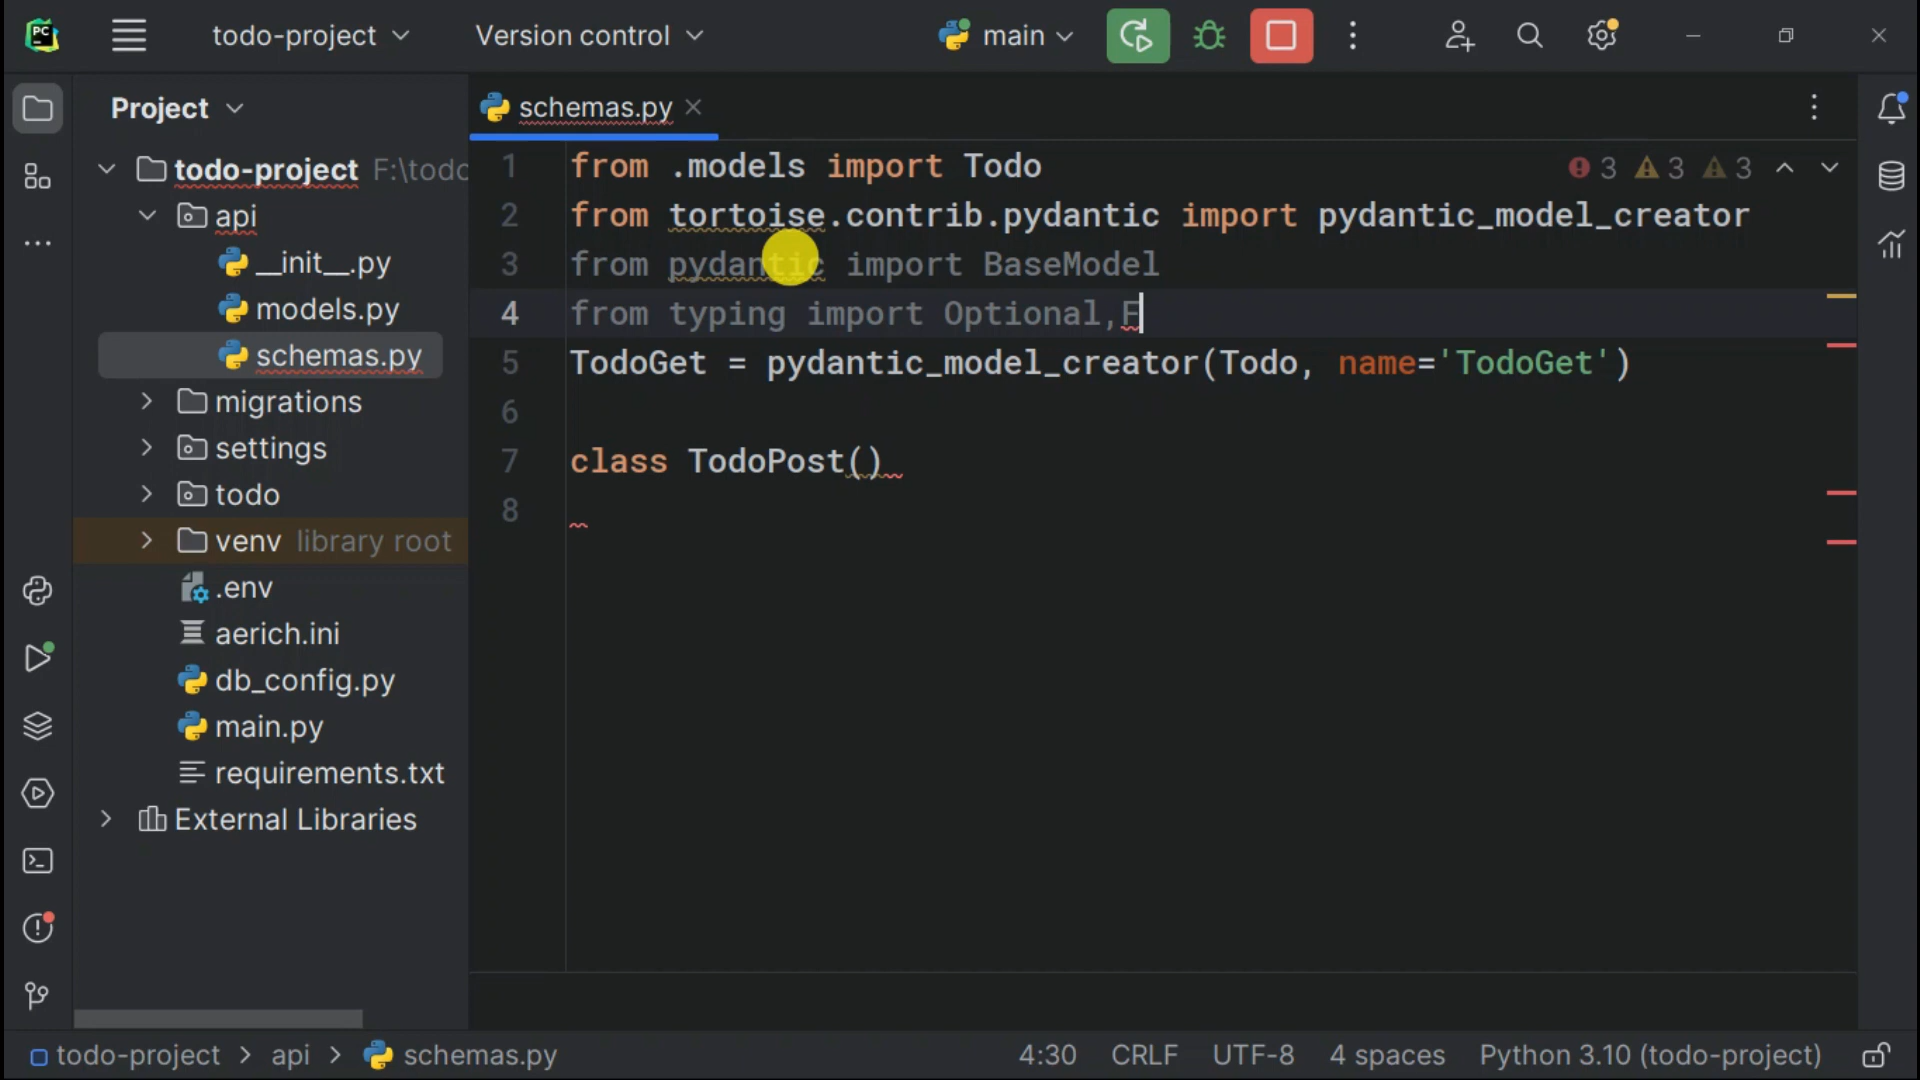 PC
todo-project
Version control
main
Project
schemas.py
todo-project F:\todo
api
__init__.py
models.py
schemas.py
migrations
settings
todo
venv library root
.env
aerich.ini
db_config.py
main.py
requirements.txt
External Libraries
3 3 3
1 from .models import Todo
2 from tortoise.contrib.pydantic import pydantic_model_creator
3 from pydantic import BaseModel
4 from typing import Optional,F
5 TodoGet = pydantic_model_creator(Todo, name='TodoGet')
6
7 class TodoPost()
8
todo-project > api > schemas.py
4:30 CRLF UTF-8 4 spaces Python 3.10 (todo-project)